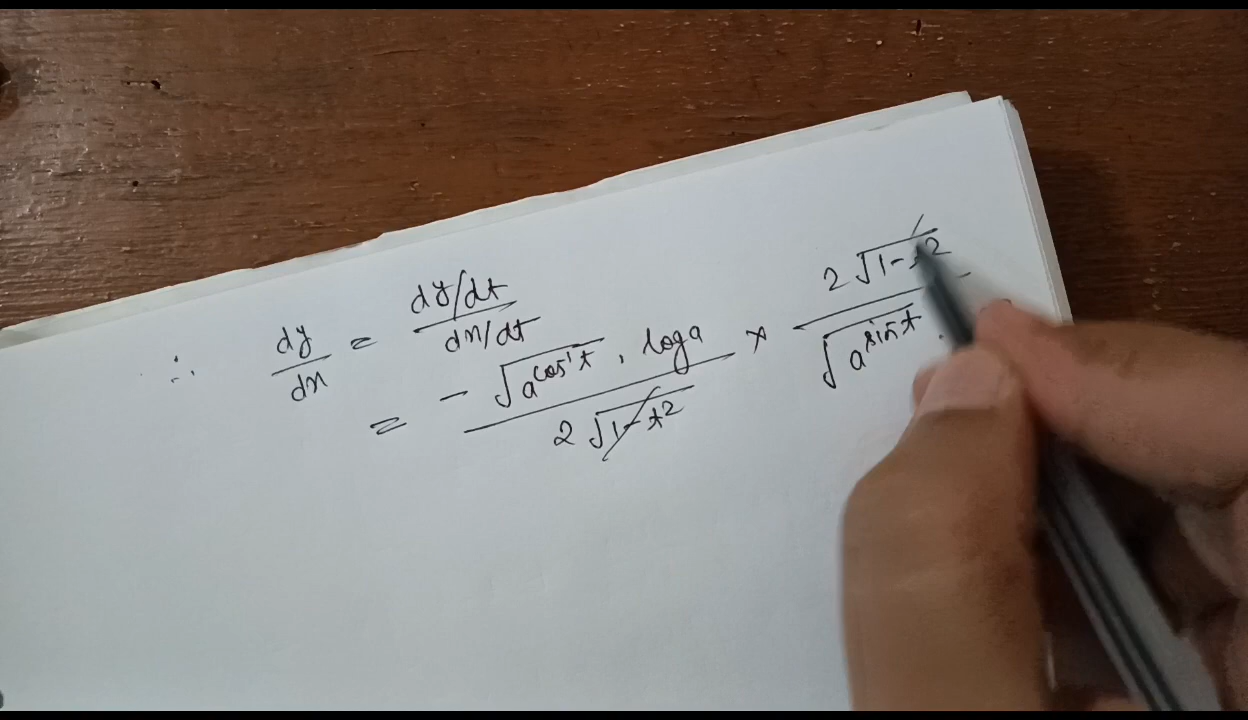 ∴ dy/dx = (dy/dt)/(dx/dt)
= - √(a^(cos⁻¹t)) . log a / 2√(1-t²) × 2√(1-t²) / √(a^(sin⁻¹t)) .